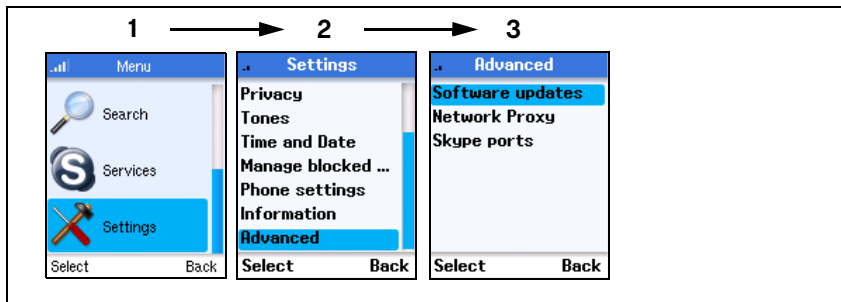 1 2 3
Menu
Search
Services
S
Settings
Select Back
Settings
Privacy
Tones
Time and Date
Manage blocked ...
Phone settings
Information
Advanced
Select Back
Advanced
Software updates
Network Proxy
Skype ports
Select Back